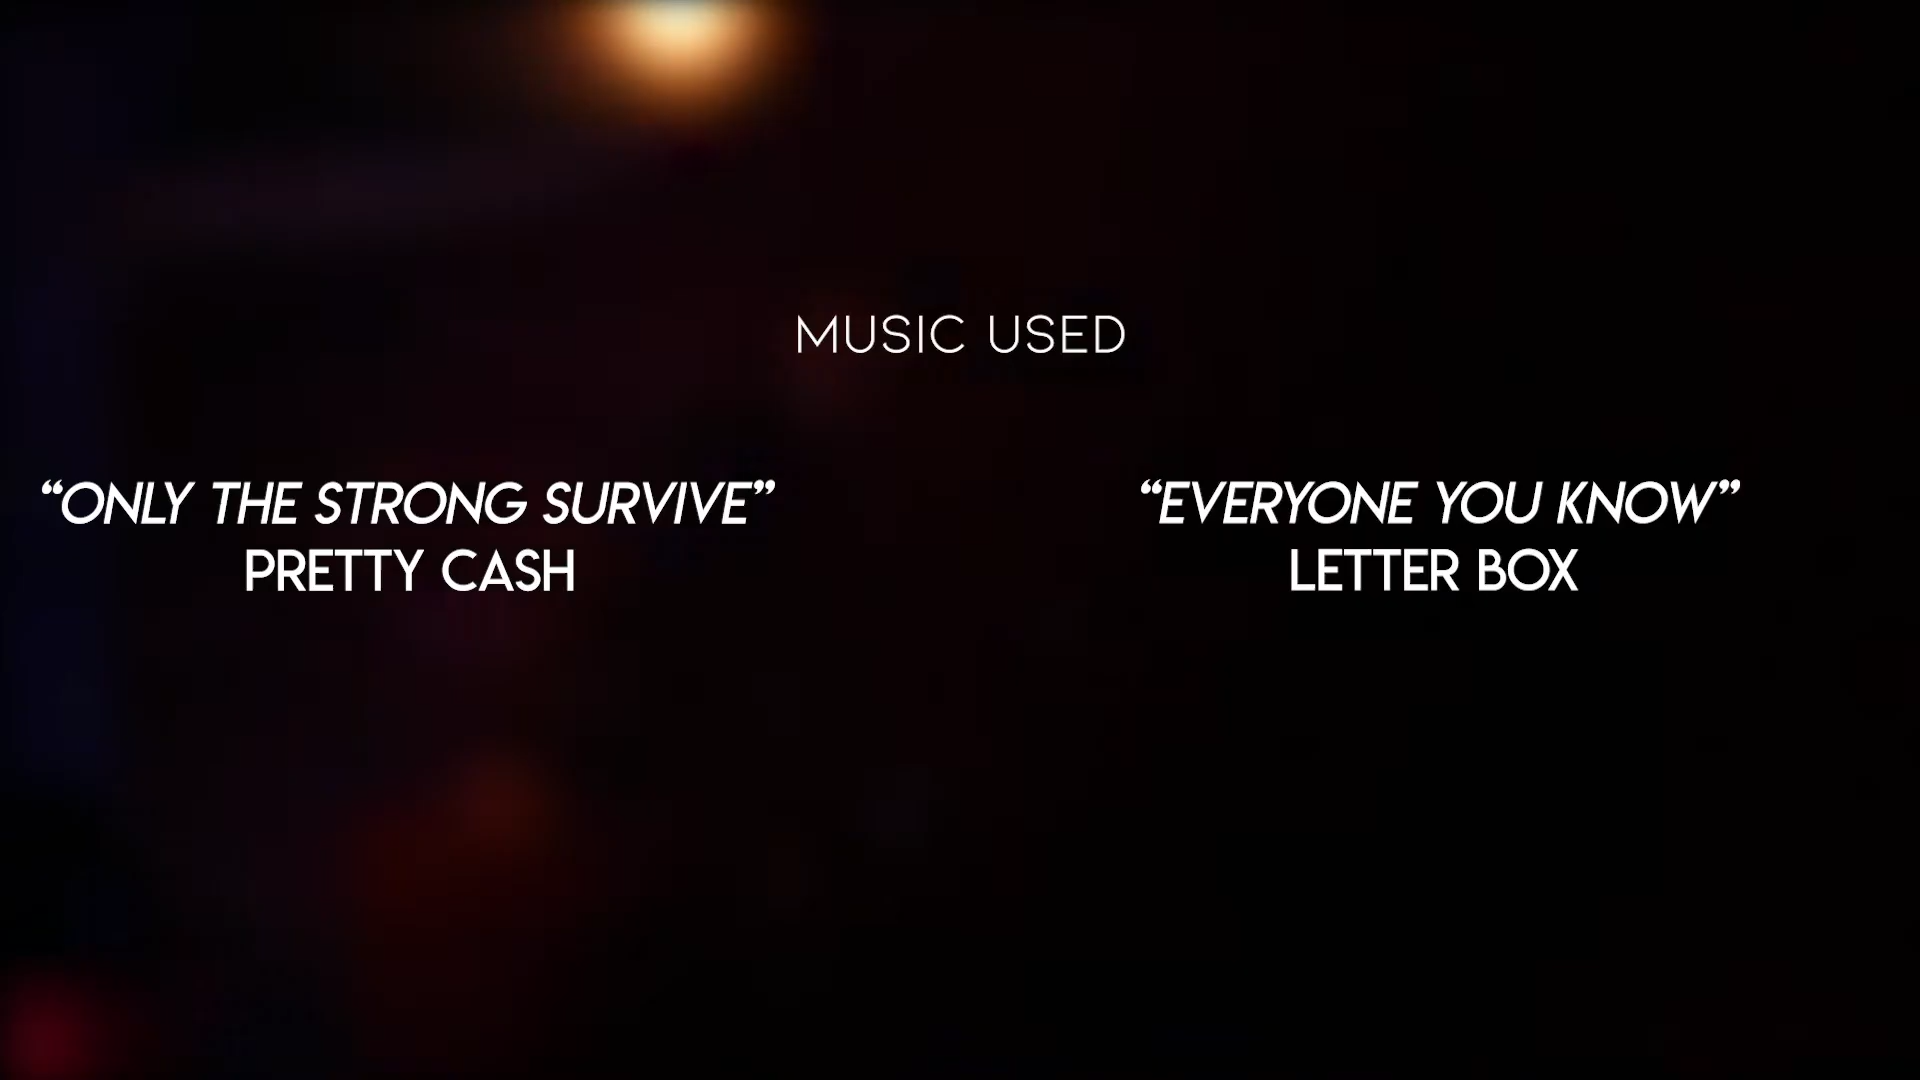 MUSIC USED
“ONLY THE STRONG SURVIVE”
PRETTY CASH
“EVERYONE YOU KNOW”
LETTER BOX